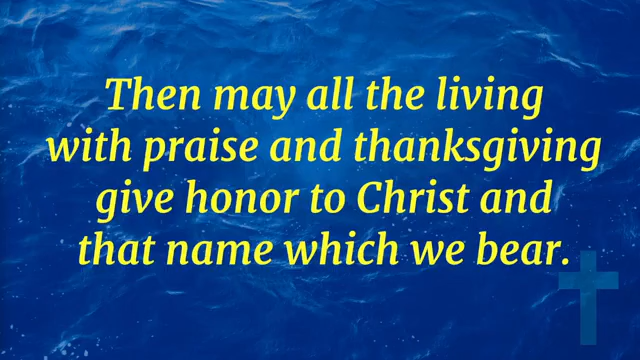 Then may all the living
with praise and thanksgiving
give honor to Christ and
that name which we bear.